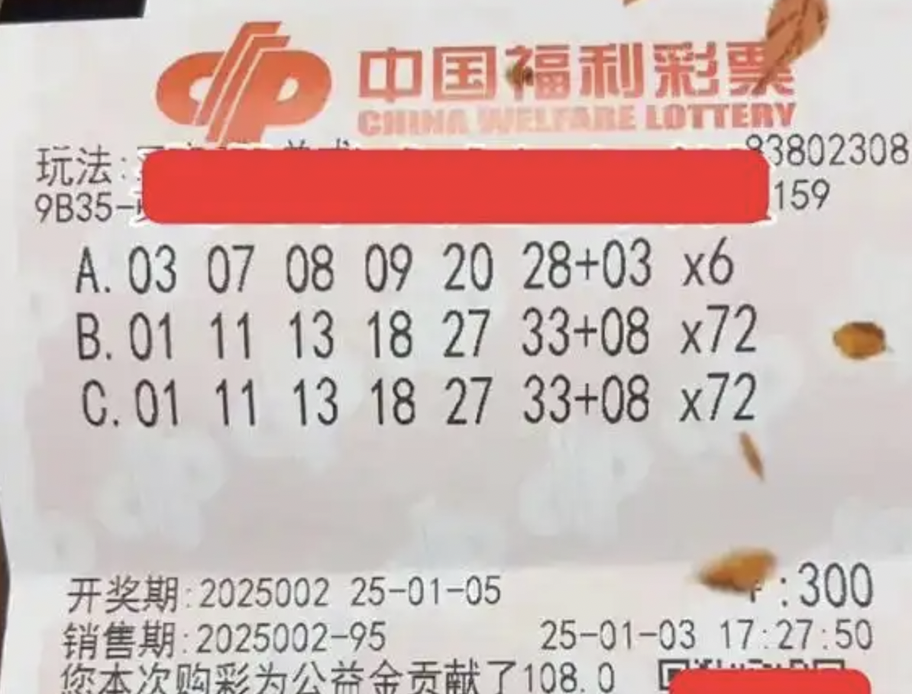 中国福利彩票
CHINA WELFARE LOTTERY
玩法: 83802308
9B35- 159
A.03 07 08 09 20 28+03 x6
B.01 11 13 18 27 33+08 x72
C.01 11 13 18 27 33+08 x72
开奖期:2025002 25-01-05 :300
销售期:2025002-95 25-01-03 17:27:50
您本次购彩为公益金贡献了108.0